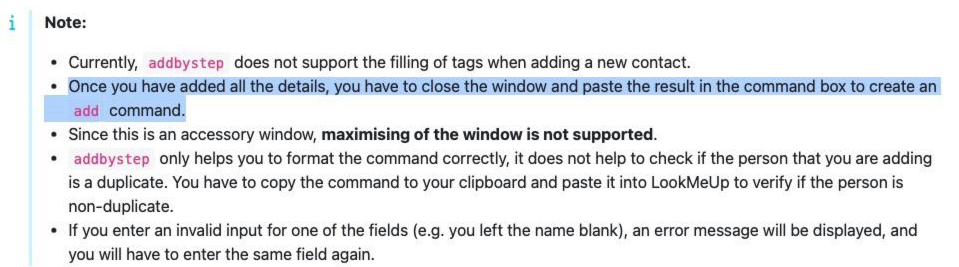 i Note:
• Currently, addbystep does not support the filling of tags when adding a new contact.
• Once you have added all the details, you have to close the window and paste the result in the command box to create an
add command.
• Since this is an accessory window, maximising of the window is not supported.
• addbystep only helps you to format the command correctly, it does not help to check if the person that you are adding
is a duplicate. You have to copy the command to your clipboard and paste it into LookMeUp to verify if the person is
non-duplicate.
• If you enter an invalid input for one of the fields (e.g. you left the name blank), an error message will be displayed, and
you will have to enter the same field again.